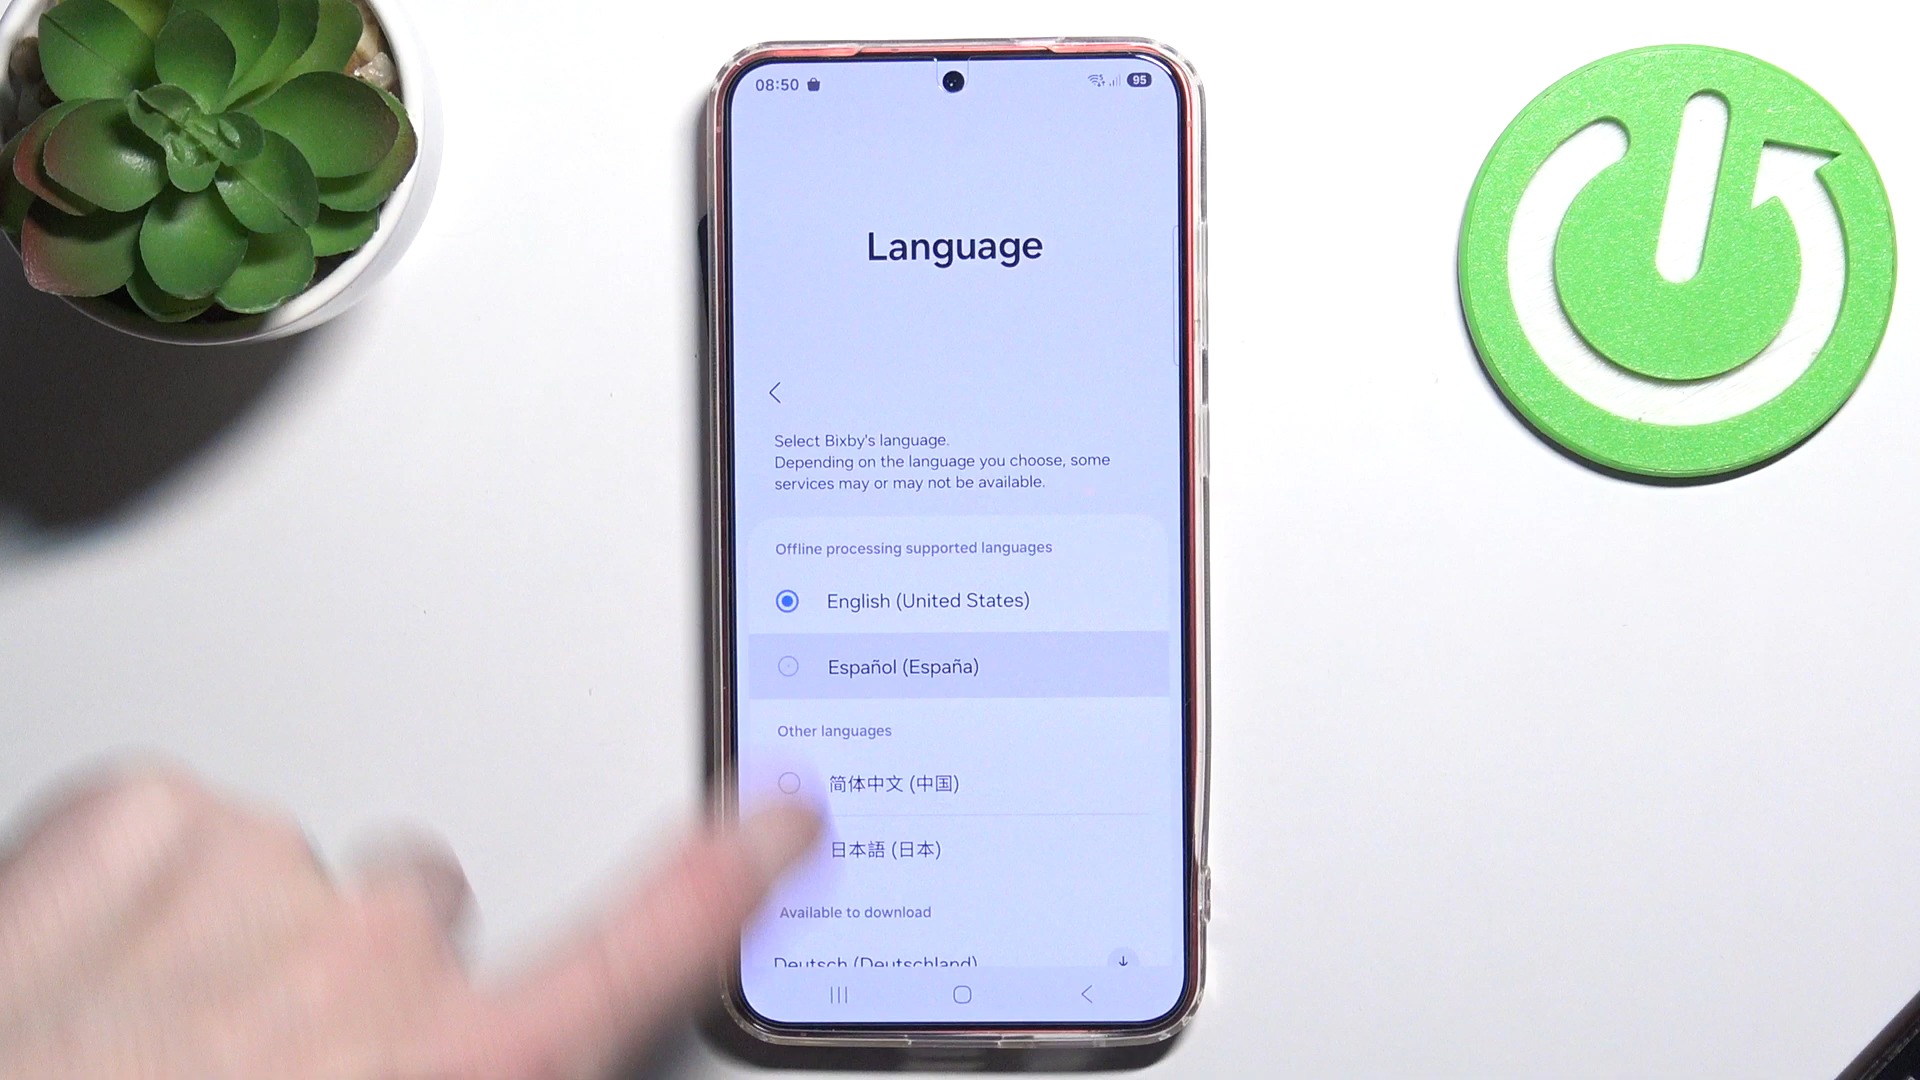 08:50
95
Language
Select Bixby's language.
Depending on the language you choose, some
services may or may not be available.
Offline processing supported languages
English (United States)
Español (España)
Other languages
简体中文 (中国)
日本語 (日本)
Available to download
Deutsch (Deutschland)